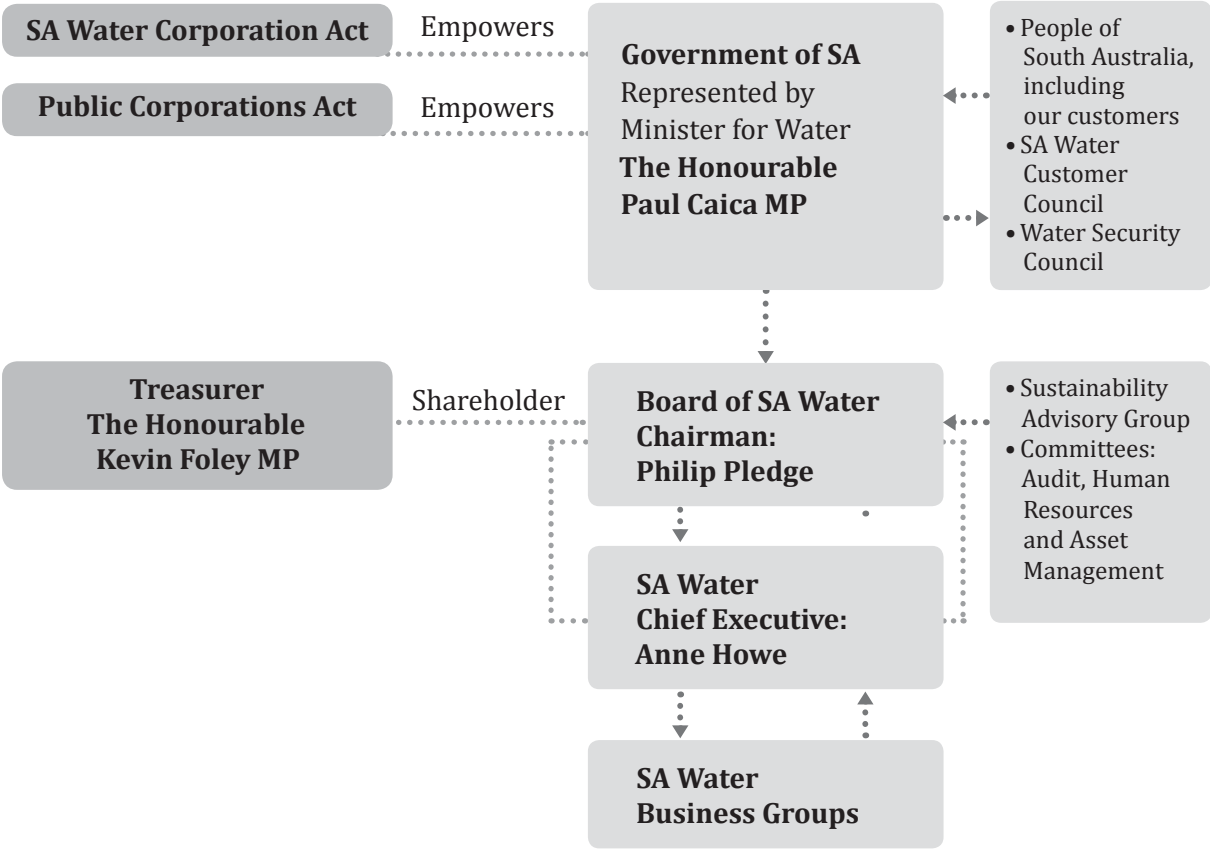 SA Water Corporation Act
Empowers
Public Corporations Act
Empowers
Government of SA
Represented by
Minister for Water
The Honourable
Paul Caica MP
• People of
South Australia,
including
our customers
• SA Water
Customer
Council
• Water Security
Council
Treasurer
The Honourable
Kevin Foley MP
Shareholder
Board of SA Water
Chairman:
Philip Pledge
• Sustainability
Advisory Group
• Committees:
Audit, Human
Resources
and Asset
Management
SA Water
Chief Executive:
Anne Howe
SA Water
Business Groups